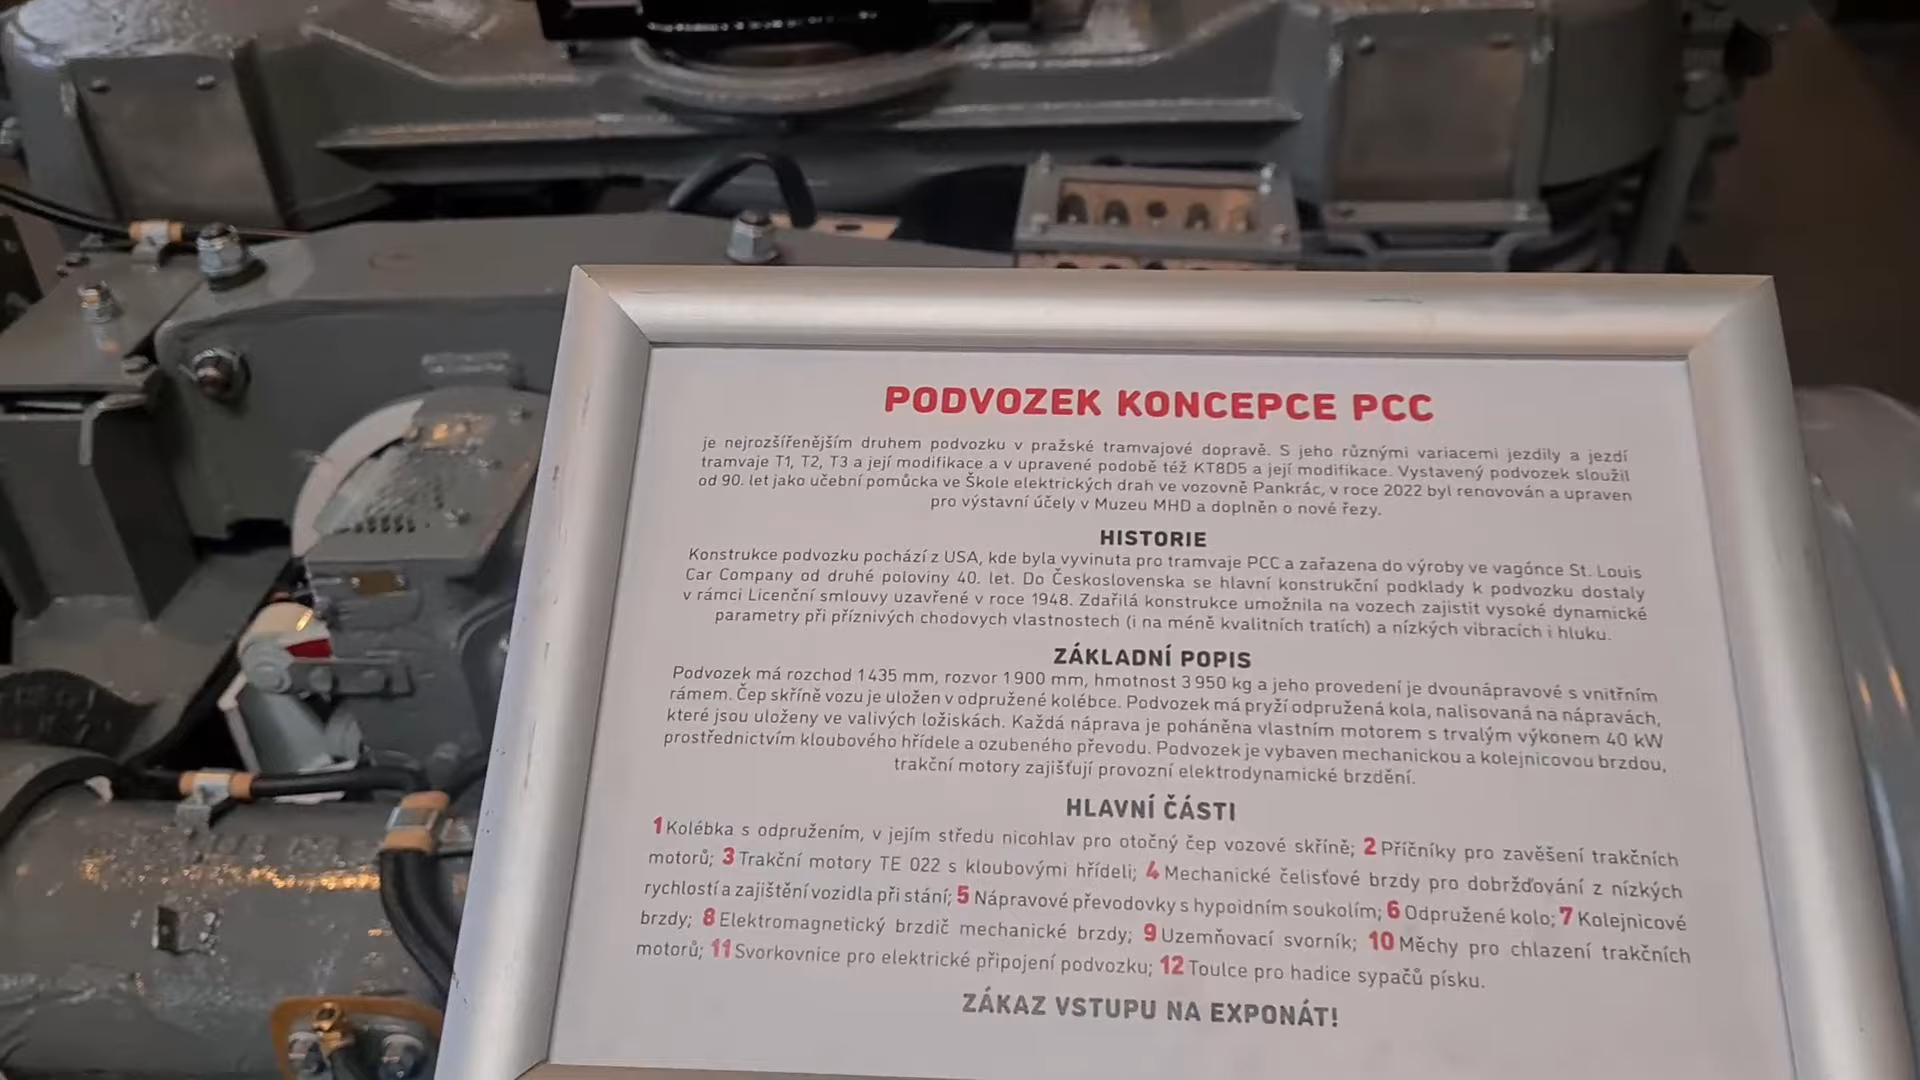 PODVOZEK KONCEPCE PCC
je nejrozšířenějším druhem podvozku v pražské tramvajové dopravě. S jeho různými variacemi jezdily a jezdí
tramvaje T1, T2, T3 a její modifikace a v upravené podobě též KT8D5 a její modifikace. Vystavený podvozek sloužil
od 90. let jako učební pomůcka ve Škole elektrických drah ve vozovně Pankrác, v roce 2022 byl renovován a upraven
pro výstavní účely v Muzeu MHD a doplněn o nové řezy.
HISTORIE
Konstrukce podvozku pochází z USA, kde byla vyvinuta pro tramvaje PCC a zařazena do výroby ve vagónce St. Louis
Car Company od druhé poloviny 40. let. Do Československa se hlavní konstrukční podklady k podvozku dostaly
v rámci Licenční smlouvy uzavřené v roce 1948. Zdařilá konstrukce umožnila na vozech zajistit vysoké dynamické
parametry při příznivých chodovych vlastnostech (i na méně kvalitních tratích) a nízkých vibracích i hluku.
ZÁKLADNÍ POPIS
Podvozek má rozchod 1 435 mm, rozvor 1 900 mm, hmotnost 3 950 kg a jeho provedení je dvounápravové s vnitřním
rámem. Čep skříně vozu je uložen v odpružené kolébce. Podvozek má pryží odpružená kola, nalisovaná na nápravách,
které jsou uloženy ve valivých ložiskách. Každá náprava je poháněna vlastním motorem s trvalým výkonem 40 kW
prostřednictvím kloubového hřídele a ozubeného převodu. Podvozek je vybaven mechanickou a kolejnicovou brzdou,
trakční motory zajišťují provozní elektrodynamické brzdění.
HLAVNÍ ČÁSTI
1 Kolébka s odpružením, v jejím středu nicohlav pro otočný čep vozové skříně; 2 Příčníky pro zavěšení trakčních
motorů; 3 Trakční motory TE 022 s kloubovými hřídeli; 4 Mechanické čelisťové brzdy pro dobržďování z nízkých
rychlostí a zajištění vozidla při stání; 5 Nápravové převodovky s hypoidním soukolím; 6 Odpružené kolo; 7 Kolejnicové
brzdy; 8 Elektromagnetický brzdič mechanické brzdy; 9 Uzemňovací svorník; 10 Měchy pro chlazení trakčních
motorů; 11 Svorkovnice pro elektrické připojení podvozku; 12 Toulce pro hadice sypačů písku.
ZÁKAZ VSTUPU NA EXPONÁT!